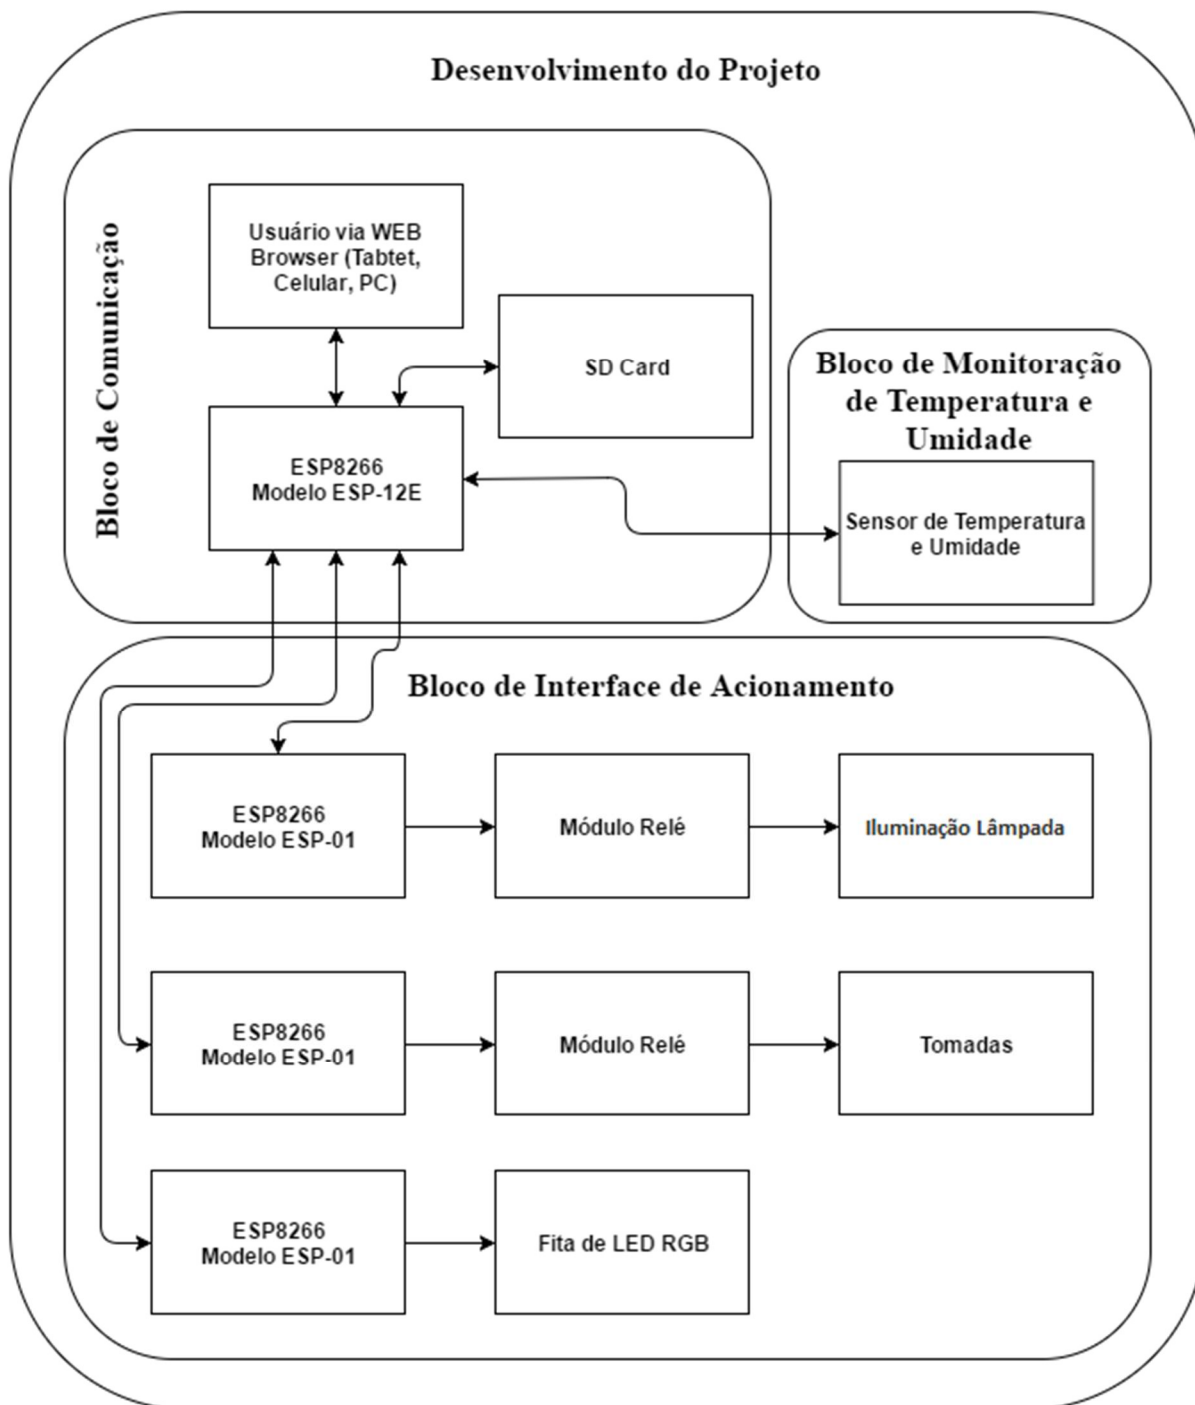 Desenvolvimento do Projeto
Bloco de Comunicação
Usuário via WEB
Browser (Tabtet,
Celular, PC)
SD Card
ESP8266
Modelo ESP-12E
Bloco de Monitoração
de Temperatura e
Umidade
Sensor de Temperatura
e Umidade
Bloco de Interface de Acionamento
ESP8266
Modelo ESP-01
Módulo Relé
Iluminação Lâmpada
ESP8266
Modelo ESP-01
Módulo Relé
Tomadas
ESP8266
Modelo ESP-01
Fita de LED RGB